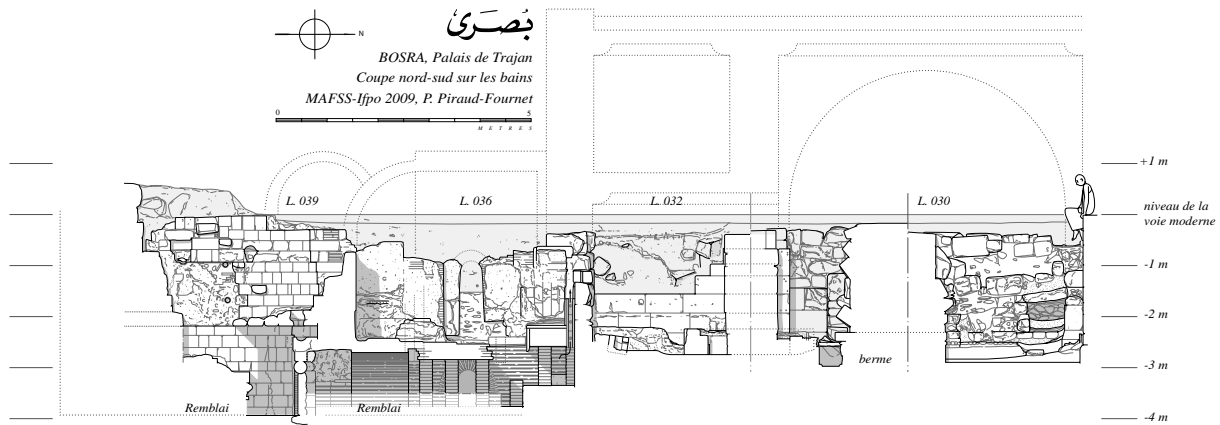 بُصرَى
N
BOSRA, Palais de Trajan
Coupe nord-sud sur les bains
MAFSS-Ifpo 2009, P. Piraud-Fournet
0 5
METRES
+1 m
L. 039 L. 036 L. 032 L. 030
niveau de la
voie moderne
-1 m
-2 m
berme
-3 m
Remblai Remblai
-4 m